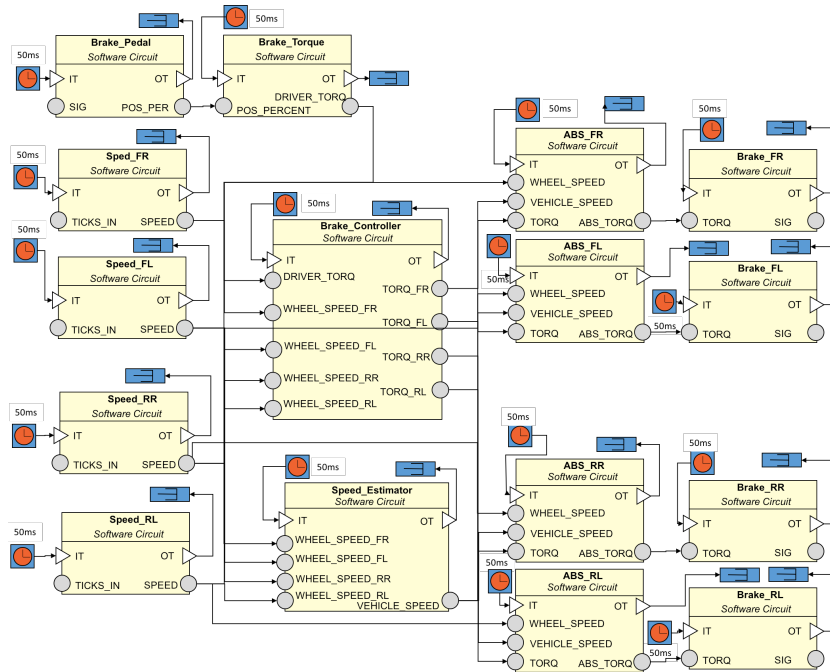 50ms
Brake_Pedal
Software Circuit
IT
OT
SIG
POS_PER
50ms
Brake_Torque
Software Circuit
IT
OT
DRIVER_TORQ
POS_PERCENT
50ms
Sped_FR
Software Circuit
IT
OT
TICKS_IN
SPEED
50ms
Speed_FL
Software Circuit
IT
OT
TICKS_IN
SPEED
50ms
Speed_RR
Software Circuit
IT
OT
TICKS_IN
SPEED
50ms
Speed_RL
Software Circuit
IT
OT
TICKS_IN
SPEED
50ms
Brake_Controller
Software Circuit
IT
OT
DRIVER_TORQ
TORQ_FR
WHEEL_SPEED_FR
TORQ_FL
WHEEL_SPEED_FL
TORQ_RR
WHEEL_SPEED_RR
TORQ_RL
WHEEL_SPEED_RL
50ms
Speed_Estimator
Software Circuit
IT
OT
WHEEL_SPEED_FR
WHEEL_SPEED_FL
WHEEL_SPEED_RR
WHEEL_SPEED_RL
VEHICLE_SPEED
50ms
ABS_FR
Software Circuit
IT
OT
WHEEL_SPEED
VEHICLE_SPEED
TORQ
ABS_TORQ
50ms
Brake_FR
Software Circuit
IT
OT
TORQ
SIG
50ms
ABS_FL
Software Circuit
IT
OT
WHEEL_SPEED
VEHICLE_SPEED
TORQ
ABS_TORQ
50ms
Brake_FL
Software Circuit
IT
OT
TORQ
SIG
50ms
ABS_RR
Software Circuit
IT
OT
WHEEL_SPEED
VEHICLE_SPEED
TORQ
ABS_TORQ
50ms
Brake_RR
Software Circuit
IT
OT
TORQ
SIG
50ms
ABS_RL
Software Circuit
IT
OT
WHEEL_SPEED
VEHICLE_SPEED
TORQ
ABS_TORQ
50ms
Brake_RL
Software Circuit
IT
OT
TORQ
SIG